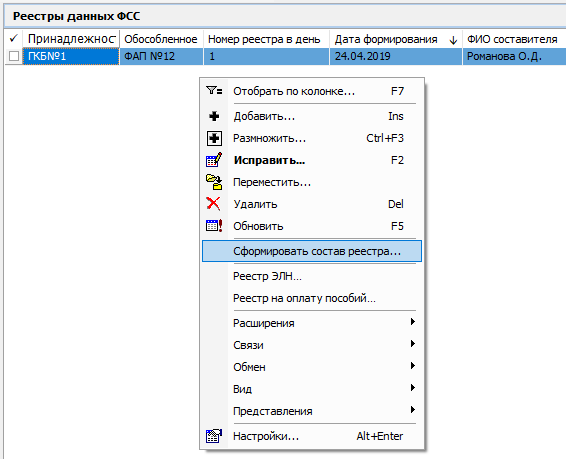 Реестры данных ФСС
✓ Принадлежнос Обособленное Номер реестра в день Дата формирования ↓ ФИО составителя
ГКБ№1 ФАП №12 1 24.04.2019 Романова О.Д.
Отобрать по колонке... F7
Добавить... Ins
Размножить... Ctrl+F3
Исправить... F2
Переместить...
Удалить Del
Обновить F5
Сформировать состав реестра...
Реестр ЭЛН...
Реестр на оплату пособий...
Расширения
Связи
Обмен
Вид
Представления
Настройки... Alt+Enter